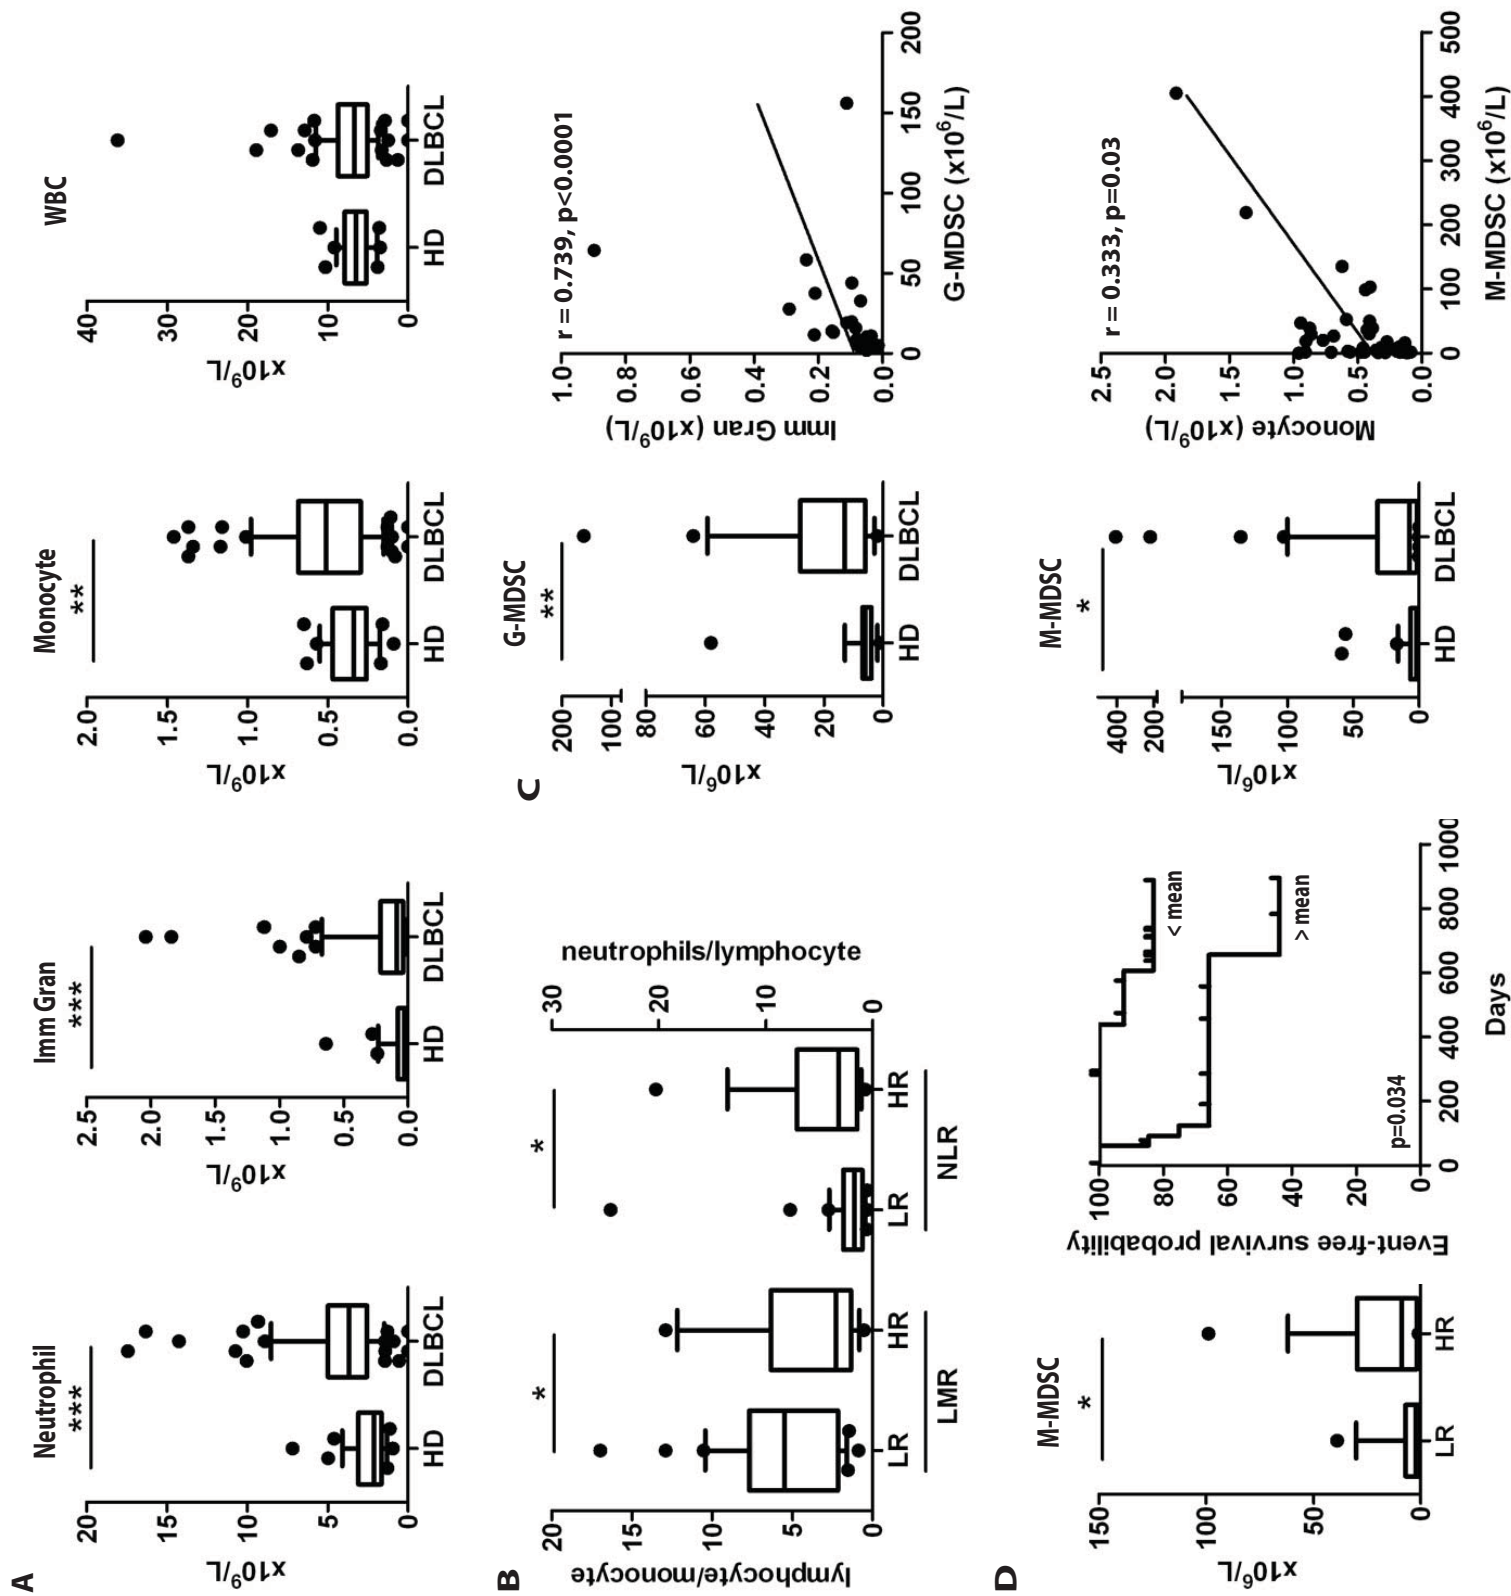 A
Neutrophil
***
x10⁹/L
20
15
10
5
0
HD
DLBCL
Imm Gran
***
x10⁹/L
2.5
2.0
1.5
1.0
0.5
0.0
HD
DLBCL
Monocyte
**
x10⁹/L
2.0
1.5
1.0
0.5
0.0
HD
DLBCL
WBC
x10⁹/L
40
30
20
10
0
HD
DLBCL
B
lymphocyte/monocyte
20
15
10
5
0
*
*
neutrophils/lymphocyte
30
20
10
0
LR
HR
LR
HR
LMR
NLR
C
G-MDSC
**
x10⁶/L
200
100
80
60
40
20
0
HD
DLBCL
r = 0.739, p<0.0001
Imm Gran (x10⁹/L)
1.0
0.8
0.6
0.4
0.2
0.0
0
50
100
150
200
G-MDSC (x10⁶/L)
M-MDSC
*
x10⁶/L
400
200
150
100
50
0
HD
DLBCL
r = 0.333, p=0.03
Monocyte (x10⁹/L)
2.5
2.0
1.5
1.0
0.5
0.0
0
100
200
300
400
500
M-MDSC (x10⁶/L)
D
M-MDSC
*
x10⁶/L
150
100
50
0
LR
HR
Event-free survival probability
100
80
60
40
20
0
< mean
> mean
p=0.034
0
200
400
600
800
1000
Days